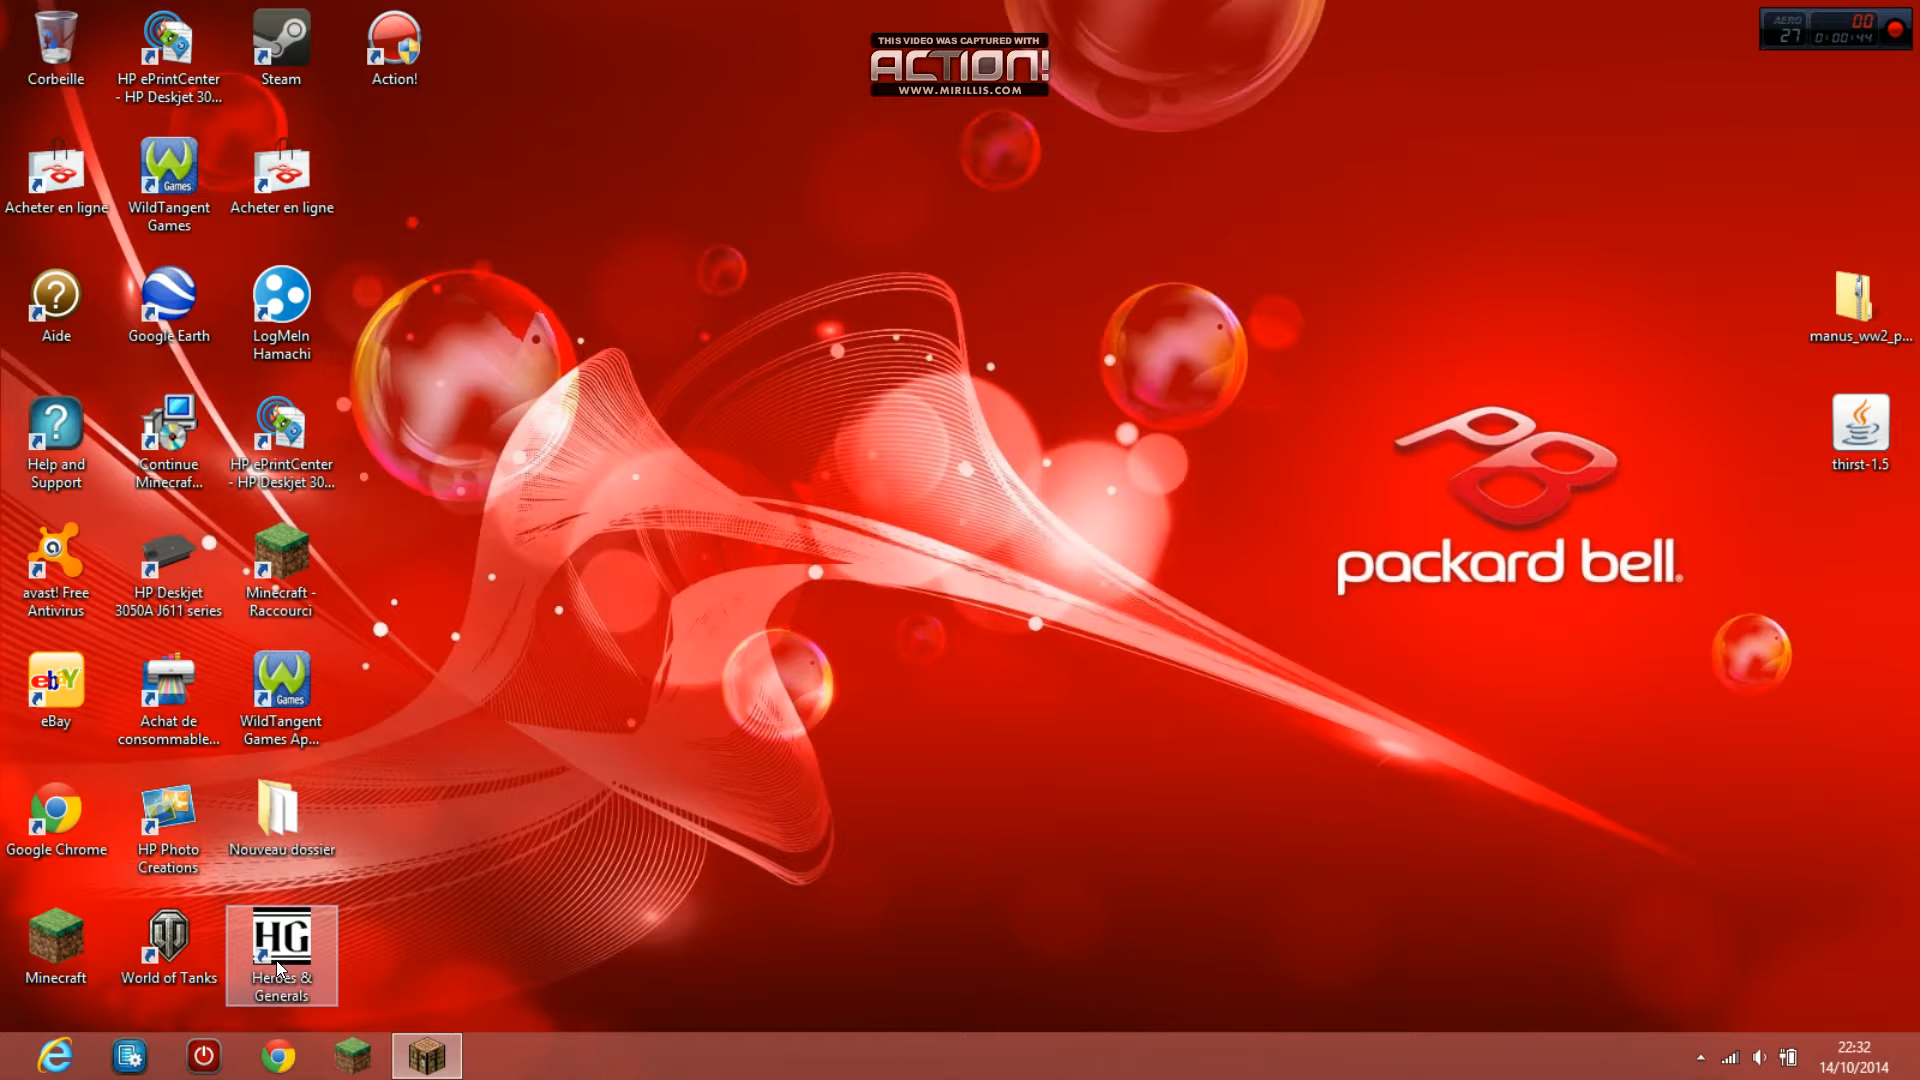 THIS VIDEO WAS CAPTURED WITH
ACTION!
WWW.MIRILLIS.COM
AERO
27
00
0:00:44
Corbeille
HP ePrintCenter
- HP Deskjet 30...
Steam
Action!
Acheter en ligne
Games
WildTangent
Games
Acheter en ligne
Aide
Google Earth
LogMeIn
Hamachi
manus_ww2_p...
Help and
Support
Continue
Minecraf...
HP ePrintCenter
- HP Deskjet 30...
thirst-1.5
packard bell
avast! Free
Antivirus
HP Deskjet
3050A J611 series
Minecraft -
Raccourci
ebY
eBay
Achat de
consommable...
Games
WildTangent
Games Ap...
Google Chrome
HP Photo
Creations
Nouveau dossier
HG
Minecraft
World of Tanks
Heroes &
Generals
22:32
14/10/2014